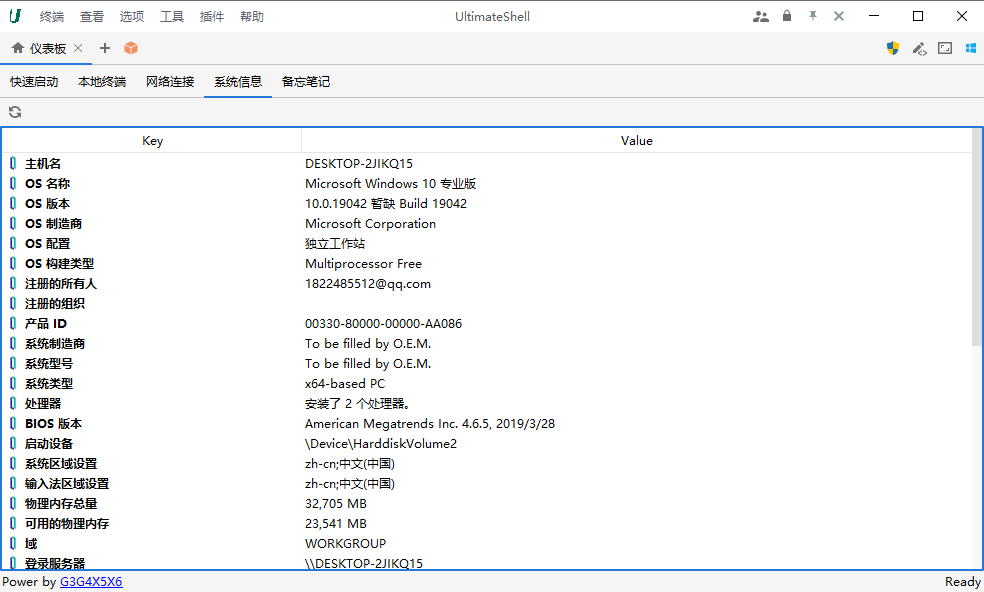 终端 查看 选项 工具 插件 帮助 UltimateShell
仪表板
快速启动 本地终端 网络连接 系统信息 备忘笔记
Key Value
主机名 DESKTOP-2JIKQ15
OS 名称 Microsoft Windows 10 专业版
OS 版本 10.0.19042 暂缺 Build 19042
OS 制造商 Microsoft Corporation
OS 配置 独立工作站
OS 构建类型 Multiprocessor Free
注册的所有人 1822485512@qq.com
注册的组织
产品 ID 00330-80000-00000-AA086
系统制造商 To be filled by O.E.M.
系统型号 To be filled by O.E.M.
系统类型 x64-based PC
处理器 安装了 2 个处理器。
BIOS 版本 American Megatrends Inc. 4.6.5, 2019/3/28
启动设备 \Device\HarddiskVolume2
系统区域设置 zh-cn;中文(中国)
输入法区域设置 zh-cn;中文(中国)
物理内存总量 32,705 MB
可用的物理内存 23,541 MB
域 WORKGROUP
登录服务器 \\DESKTOP-2JIKQ15
Power by G3G4X5X6 Ready